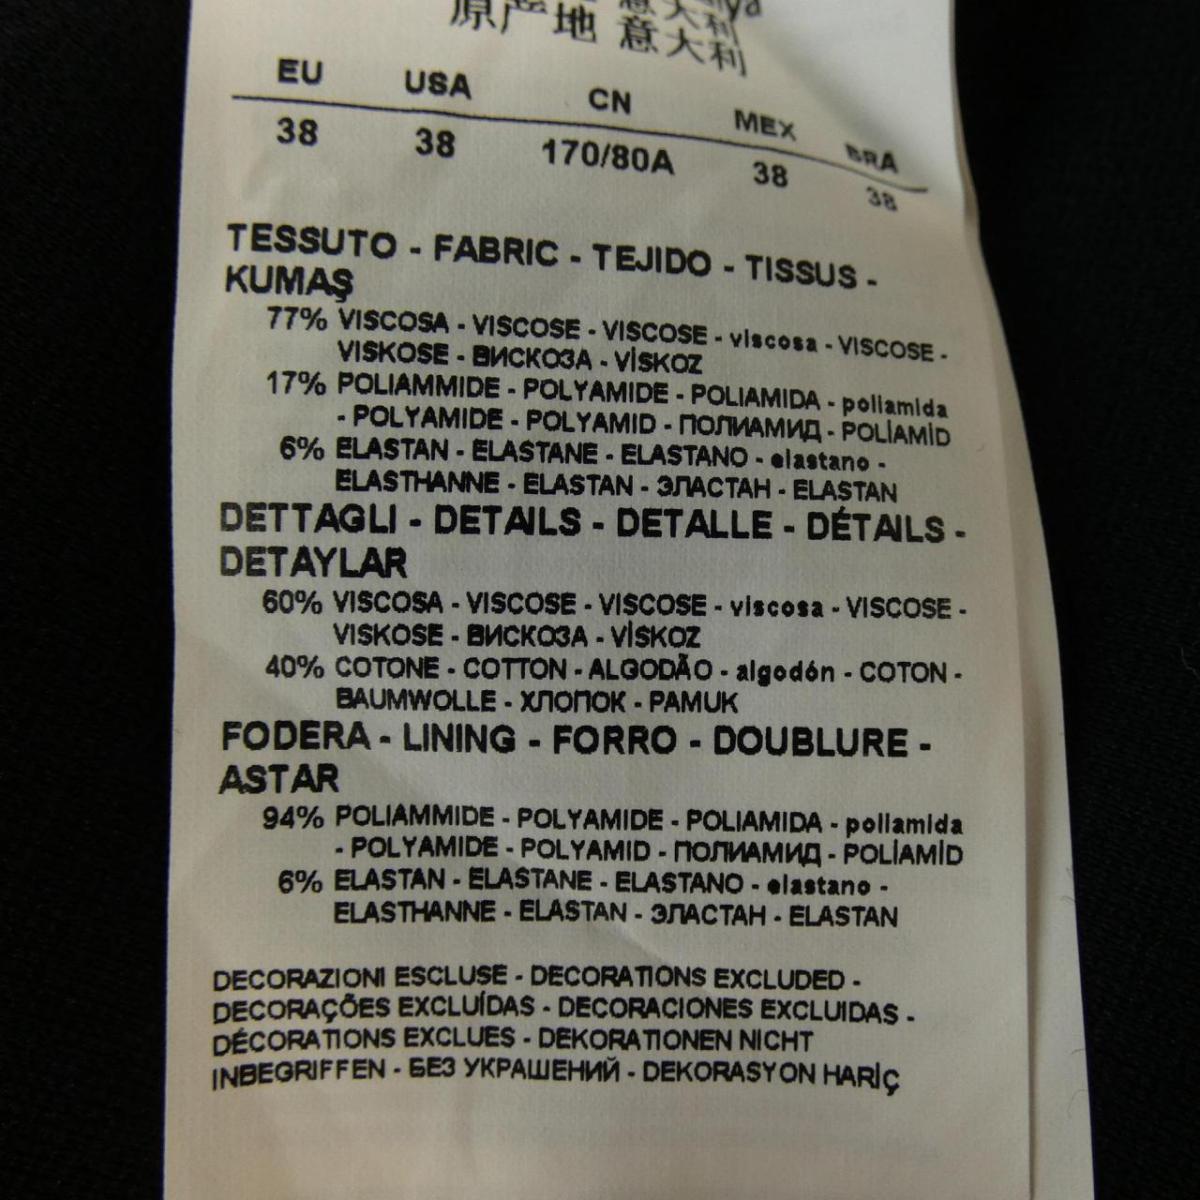 意大利
原产地 意大利
EU USA CN MEX BRA
38 38 170/80A 38 38
TESSUTO - FABRIC - TEJIDO - TISSUS -
KUMAŞ
77% VISCOSA - VISCOSE - VISCOSE - viscosa - VISCOSE -
VISKOSE - ВИСКОЗА - VİSKOZ
17% POLIAMMIDE - POLYAMIDE - POLIAMIDA - poliamida
- POLYAMIDE - POLYAMID - ПОЛИАМИД - POLİAMİD
6% ELASTAN - ELASTANE - ELASTANO - elastano -
ELASTHANNE - ELASTAN - ЭЛАСТАН - ELASTAN
DETTAGLI - DETAILS - DETALLE - DÉTAILS -
DETAYLAR
60% VISCOSA - VISCOSE - VISCOSE - viscosa - VISCOSE -
VISKOSE - ВИСКОЗА - VİSKOZ
40% COTONE - COTTON - ALGODÃO - algodón - COTON -
BAUMWOLLE - ХЛОПОК - PAMUK
FODERA - LINING - FORRO - DOUBLURE -
ASTAR
94% POLIAMMIDE - POLYAMIDE - POLIAMIDA - poliamida
- POLYAMIDE - POLYAMID - ПОЛИАМИД - POLİAMİD
6% ELASTAN - ELASTANE - ELASTANO - elastano -
ELASTHANNE - ELASTAN - ЭЛАСТАН - ELASTAN
DECORAZIONI ESCLUSE - DECORATIONS EXCLUDED -
DECORAÇÕES EXCLUÍDAS - DECORACIONES EXCLUIDAS -
DÉCORATIONS EXCLUES - DEKORATIONEN NICHT
INBEGRIFFEN - БЕЗ УКРАШЕНИЙ - DEKORASYON HARİÇ